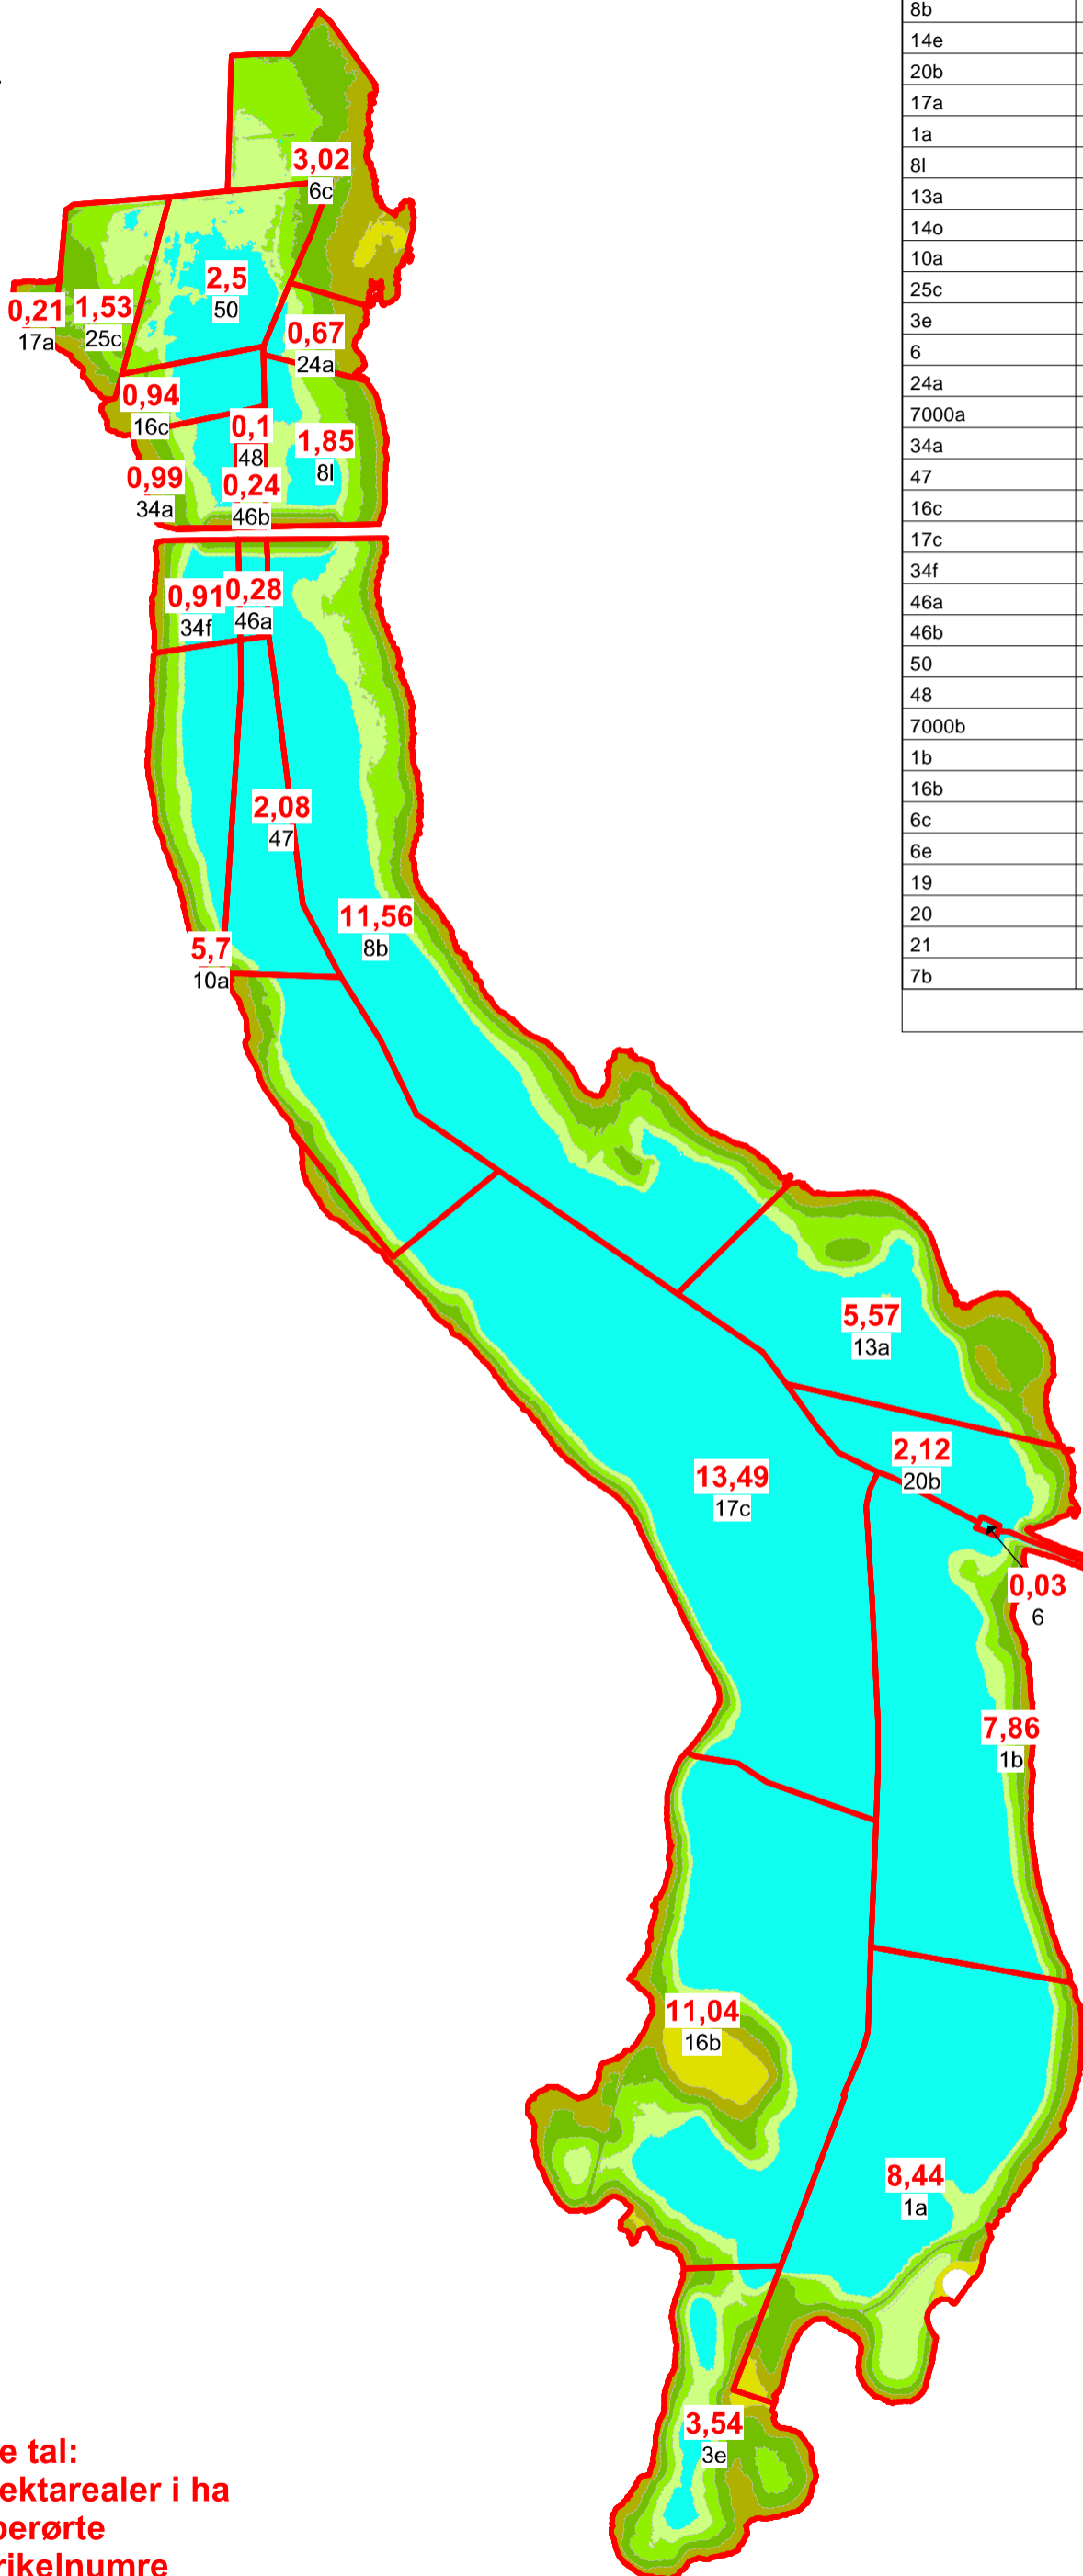 8b
14e
20b
17a
1a
8l
13a
14o
10a
25c
3e
6
24a
7000a
34a
47
16c
17c
34f
46a
46b
50
48
7000b
1b
16b
6c
6e
19
20
21
7b
3,02
6c
2,5
50
0,21
17a
1,53
25c
0,67
24a
0,94
16c
0,1
48
1,85
8l
0,99
34a
0,24
46b
0,91
34f
0,28
46a
2,08
47
11,56
8b
5,7
10a
5,57
13a
2,12
20b
13,49
17c
0,03
6
7,86
1b
11,04
16b
8,44
1a
3,54
3e
e tal:
ektarealer i ha
berørte
rikelnumre